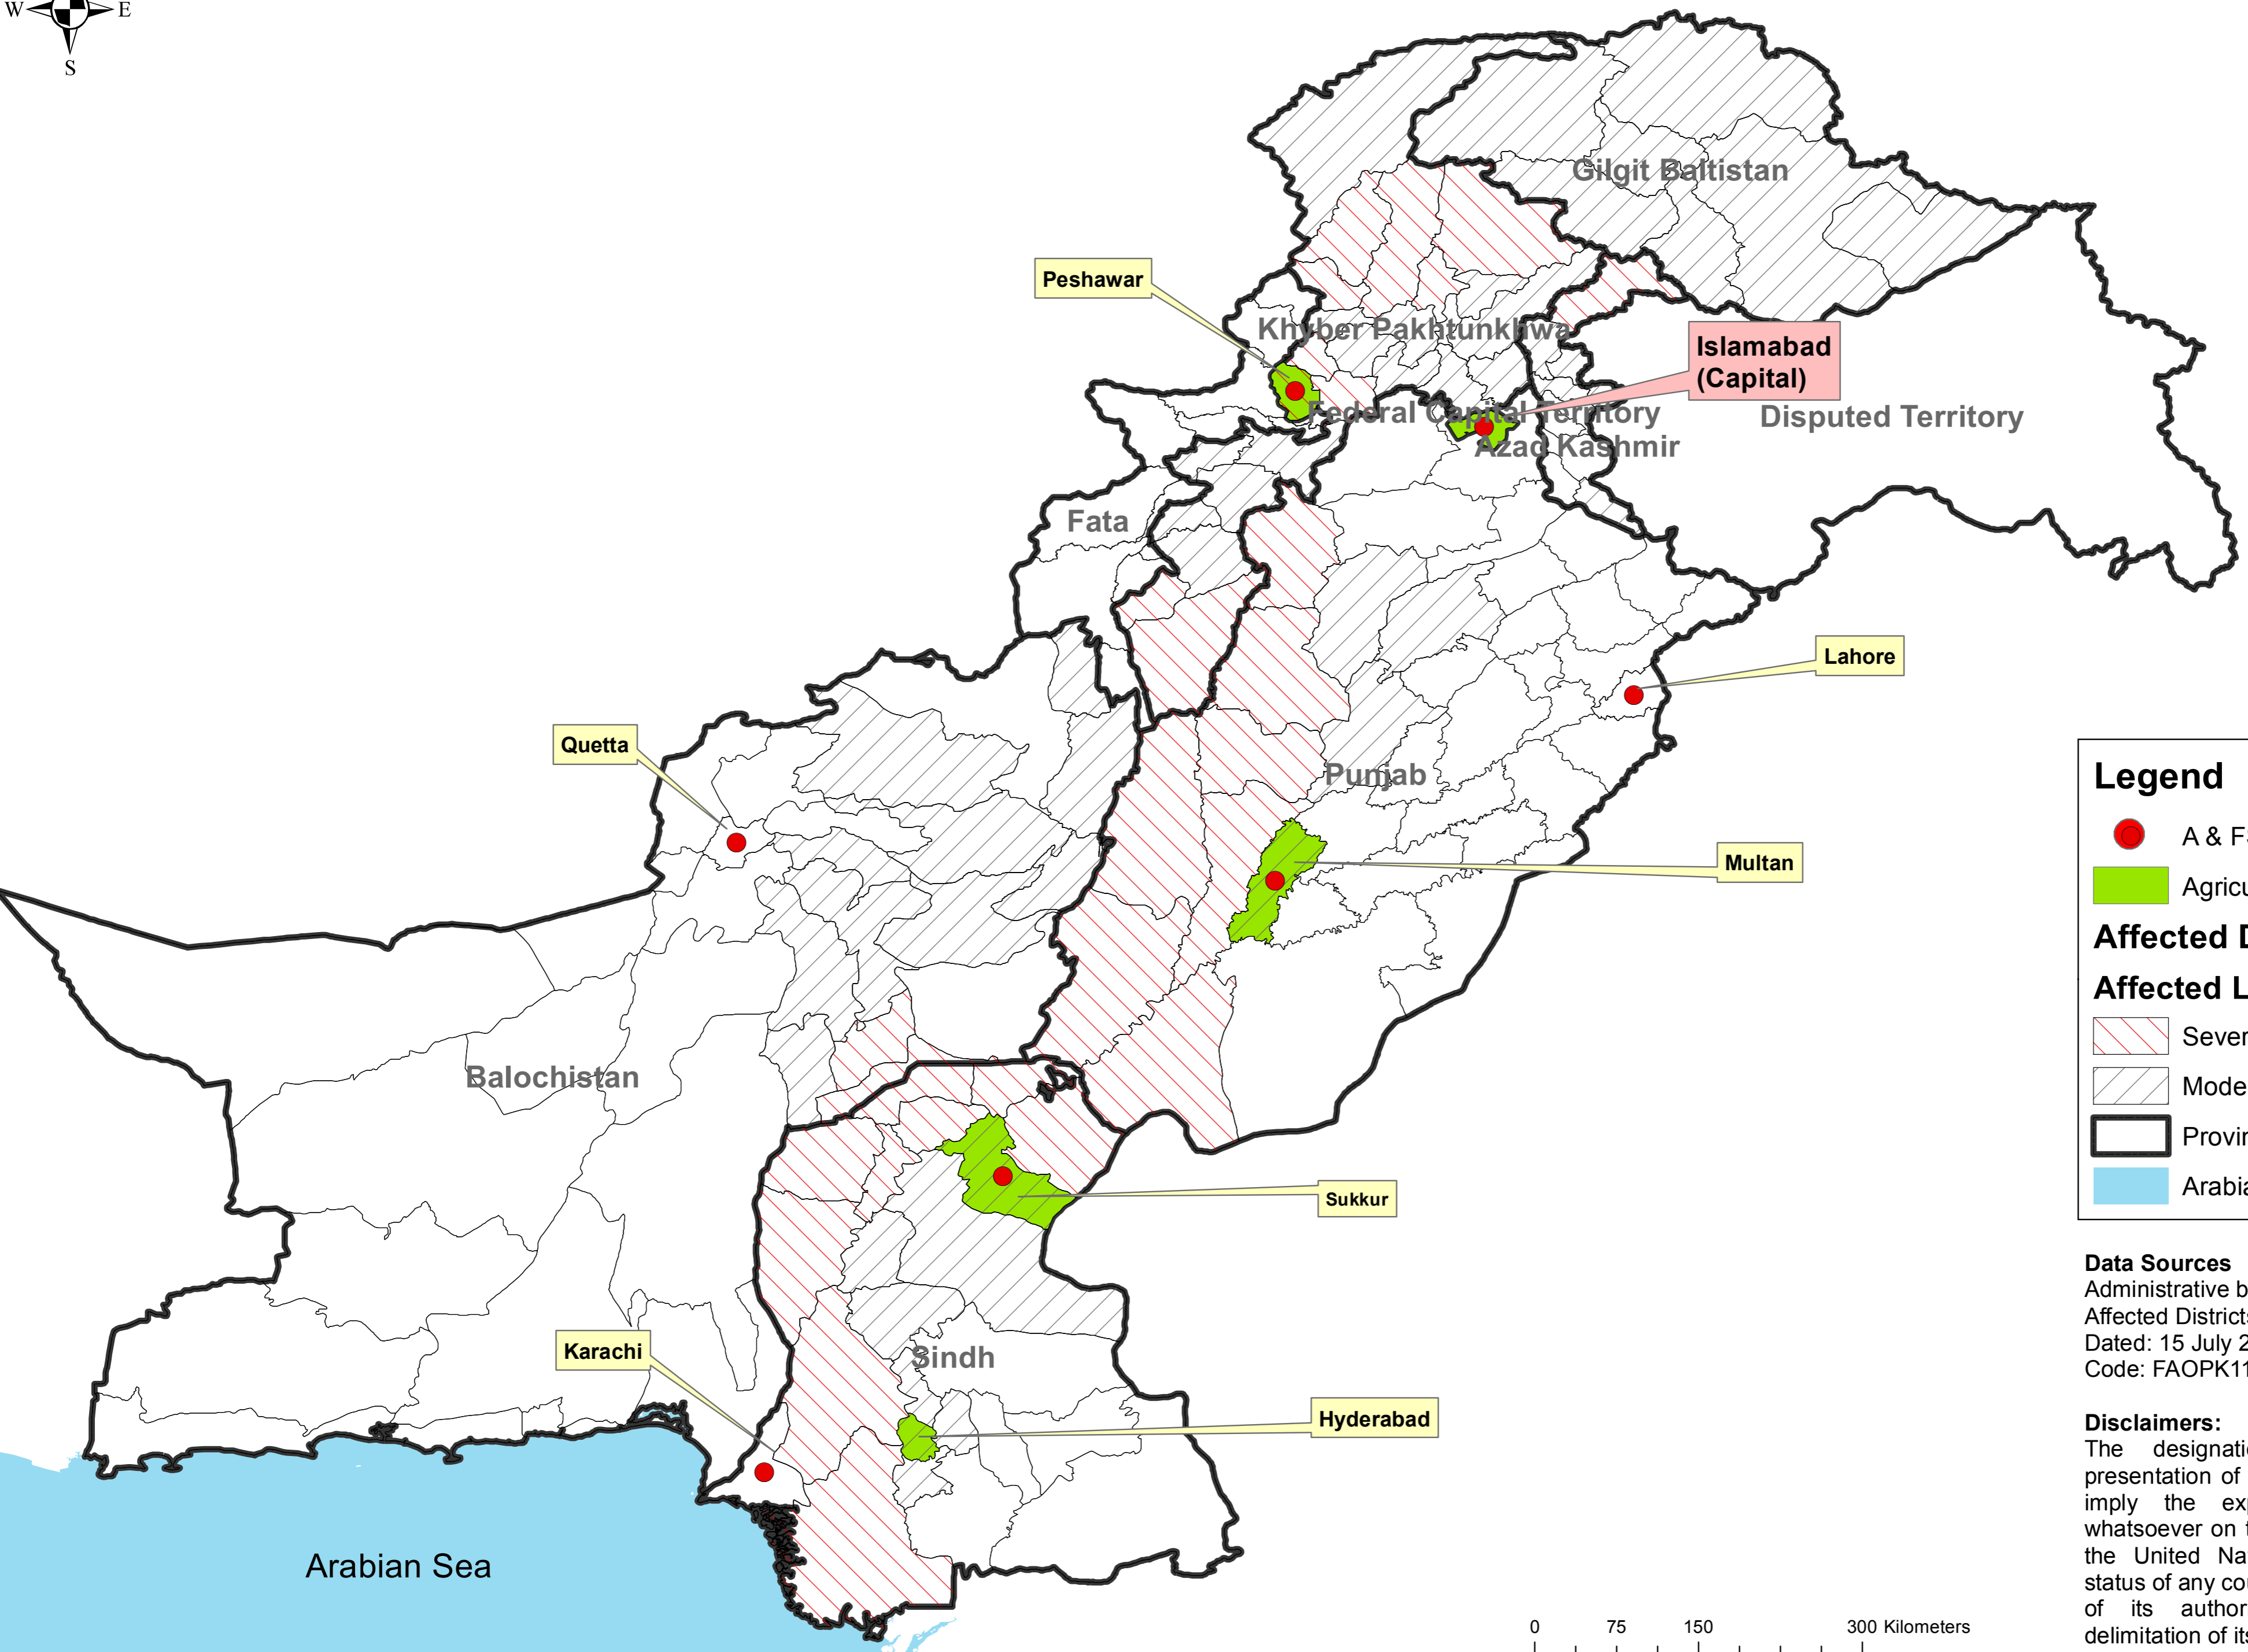 W E
S
Gilgit Baltistan
Peshawar
Khyber Pakhtunkhwa
Islamabad
(Capital)
Federal Capital Territory
Disputed Territory
Azad Kashmir
Fata
Lahore
Quetta
Punjab
Multan
Balochistan
Sukkur
Karachi
Sindh
Hyderabad
Arabian Sea
0 75 150 300 Kilometers
Legend
A & F
Agricu
Affected D
Affected L
Sever
Mode
Provin
Arabia
Data Sources
Administrative b
Affected Districts
Dated: 15 July 2
Code: FAOPK11
Disclaimers:
The designati
presentation of
imply the exp
whatsoever on t
the United Na
status of any cou
of its author
delimitation of its